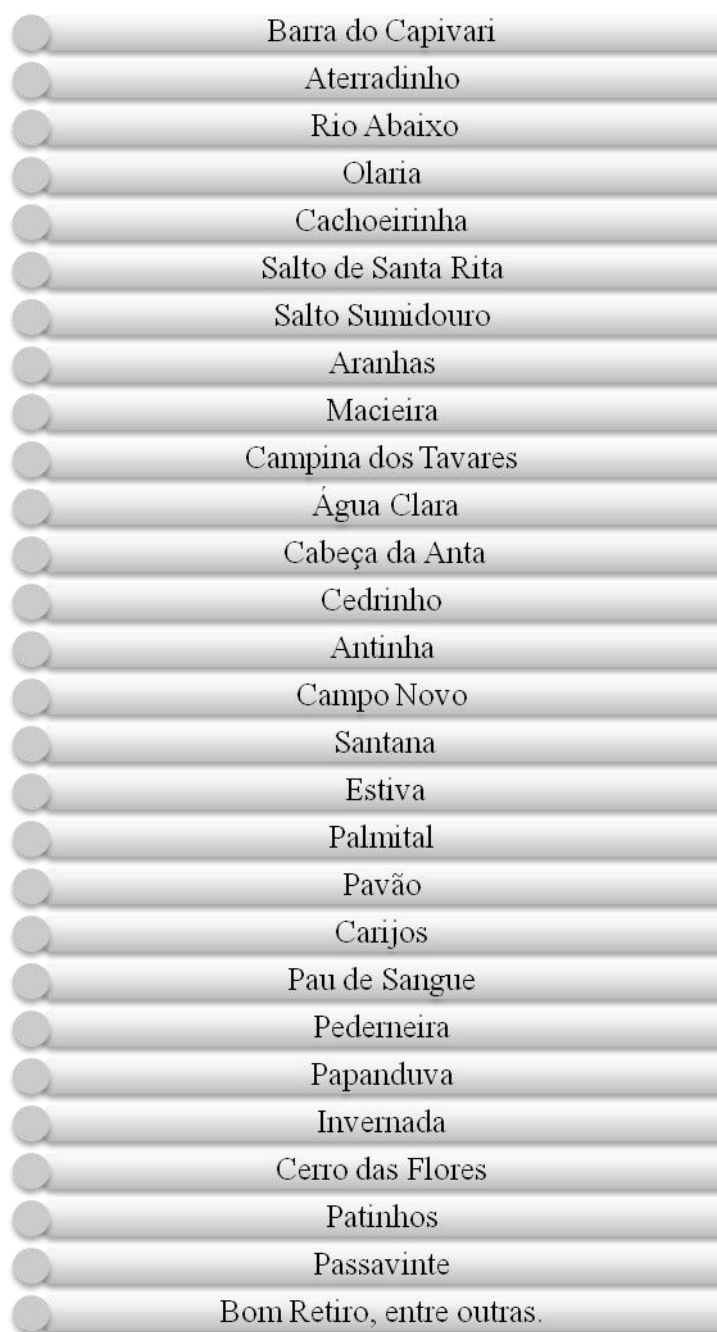 Barra do Capivari
Aterradinho
Rio Abaixo
Olaria
Cachoeirinha
Salto de Santa Rita
Salto Sumidouro
Aranhas
Macieira
Campina dos Tavares
Água Clara
Cabeça da Anta
Cedrinho
Antinha
Campo Novo
Santana
Estiva
Palmital
Pavão
Carijos
Pau de Sangue
Pederneira
Papanduva
Invernada
Cerro das Flores
Patinhos
Passavinte
Bom Retiro, entre outras.